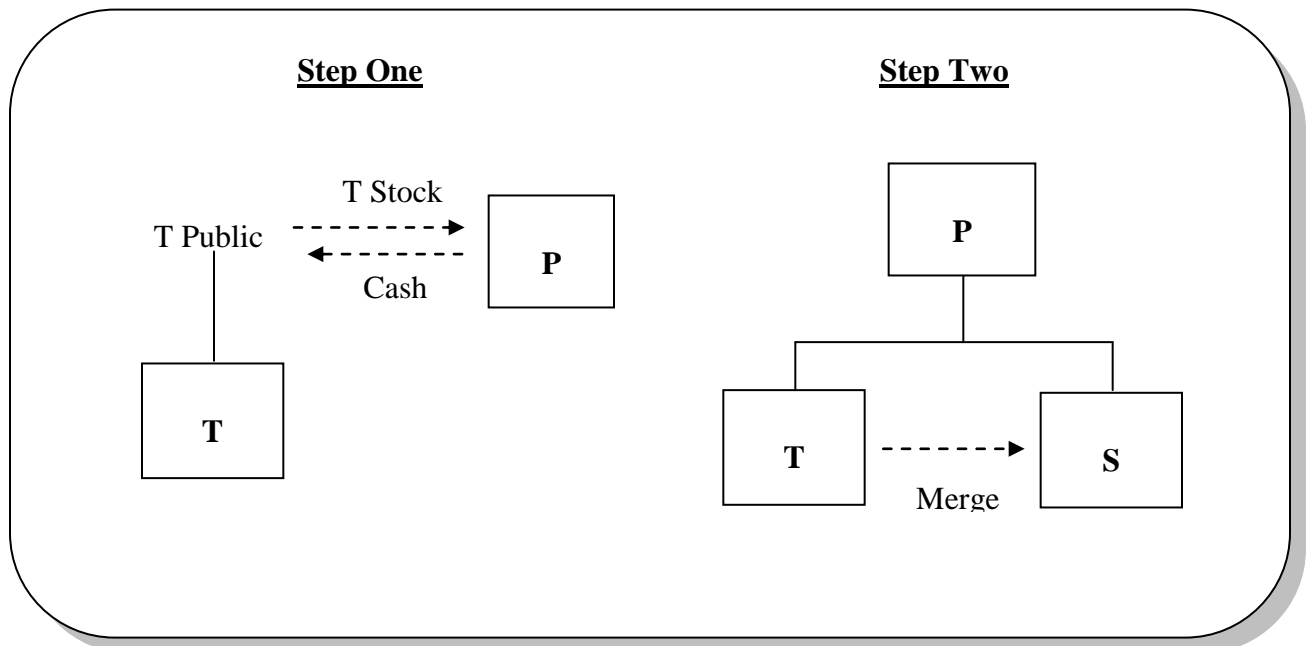 Step One
Step Two
T Stock
T Public
Cash
P
T
P
T
S
Merge